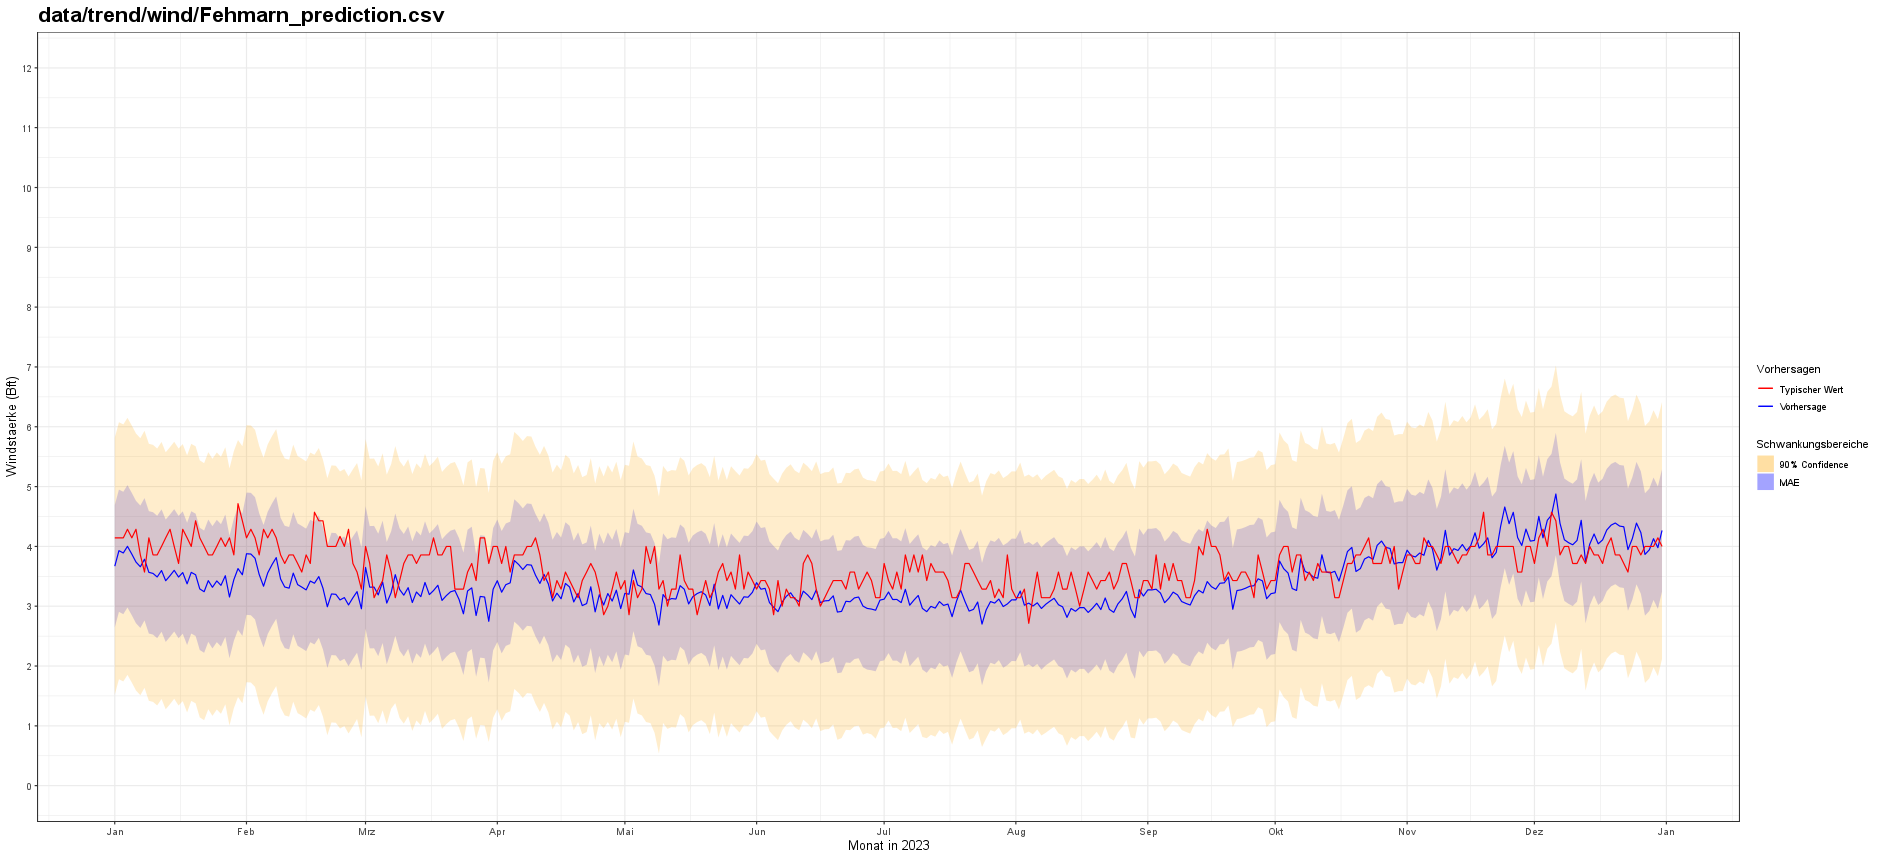 data/trend/wind/Fehmarn_prediction.csv
Windstaerke (Bft)
12
11
10
9
8
7
6
5
4
3
2
1
0
Jan
Feb
Mrz
Apr
Mai
Jun
Jul
Aug
Sep
Okt
Nov
Dez
Jan
Monat in 2023
Vorhersagen
Typischer Wert
Vorhersage
Schwankungsbereiche
90% Confidence
MAE